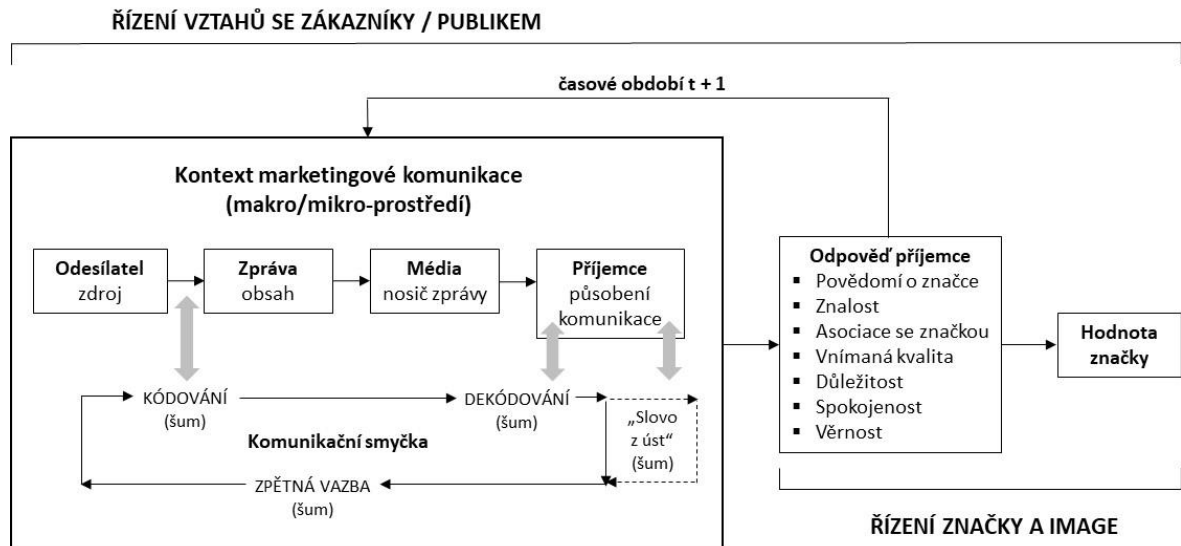 ŘÍZENÍ VZTAHŮ SE ZÁKAZNÍKY / PUBLIKEM
časové období t + 1
Kontext marketingové komunikace
(makro/mikro-prostředí)
Odesílatel
zdroj
Zpráva
obsah
Média
nosič zprávy
Příjemce
působení
komunikace
KÓDOVÁNÍ
(šum)
DEKÓDOVÁNÍ
(šum)
„Slovo
z úst“
(šum)
Komunikační smyčka
ZPĚTNÁ VAZBA
(šum)
Odpověď příjemce
▪ Povědomí o značce
▪ Znalost
▪ Asociace se značkou
▪ Vnímaná kvalita
▪ Důležitost
▪ Spokojenost
▪ Věrnost
Hodnota
značky
ŘÍZENÍ ZNAČKY A IMAGE